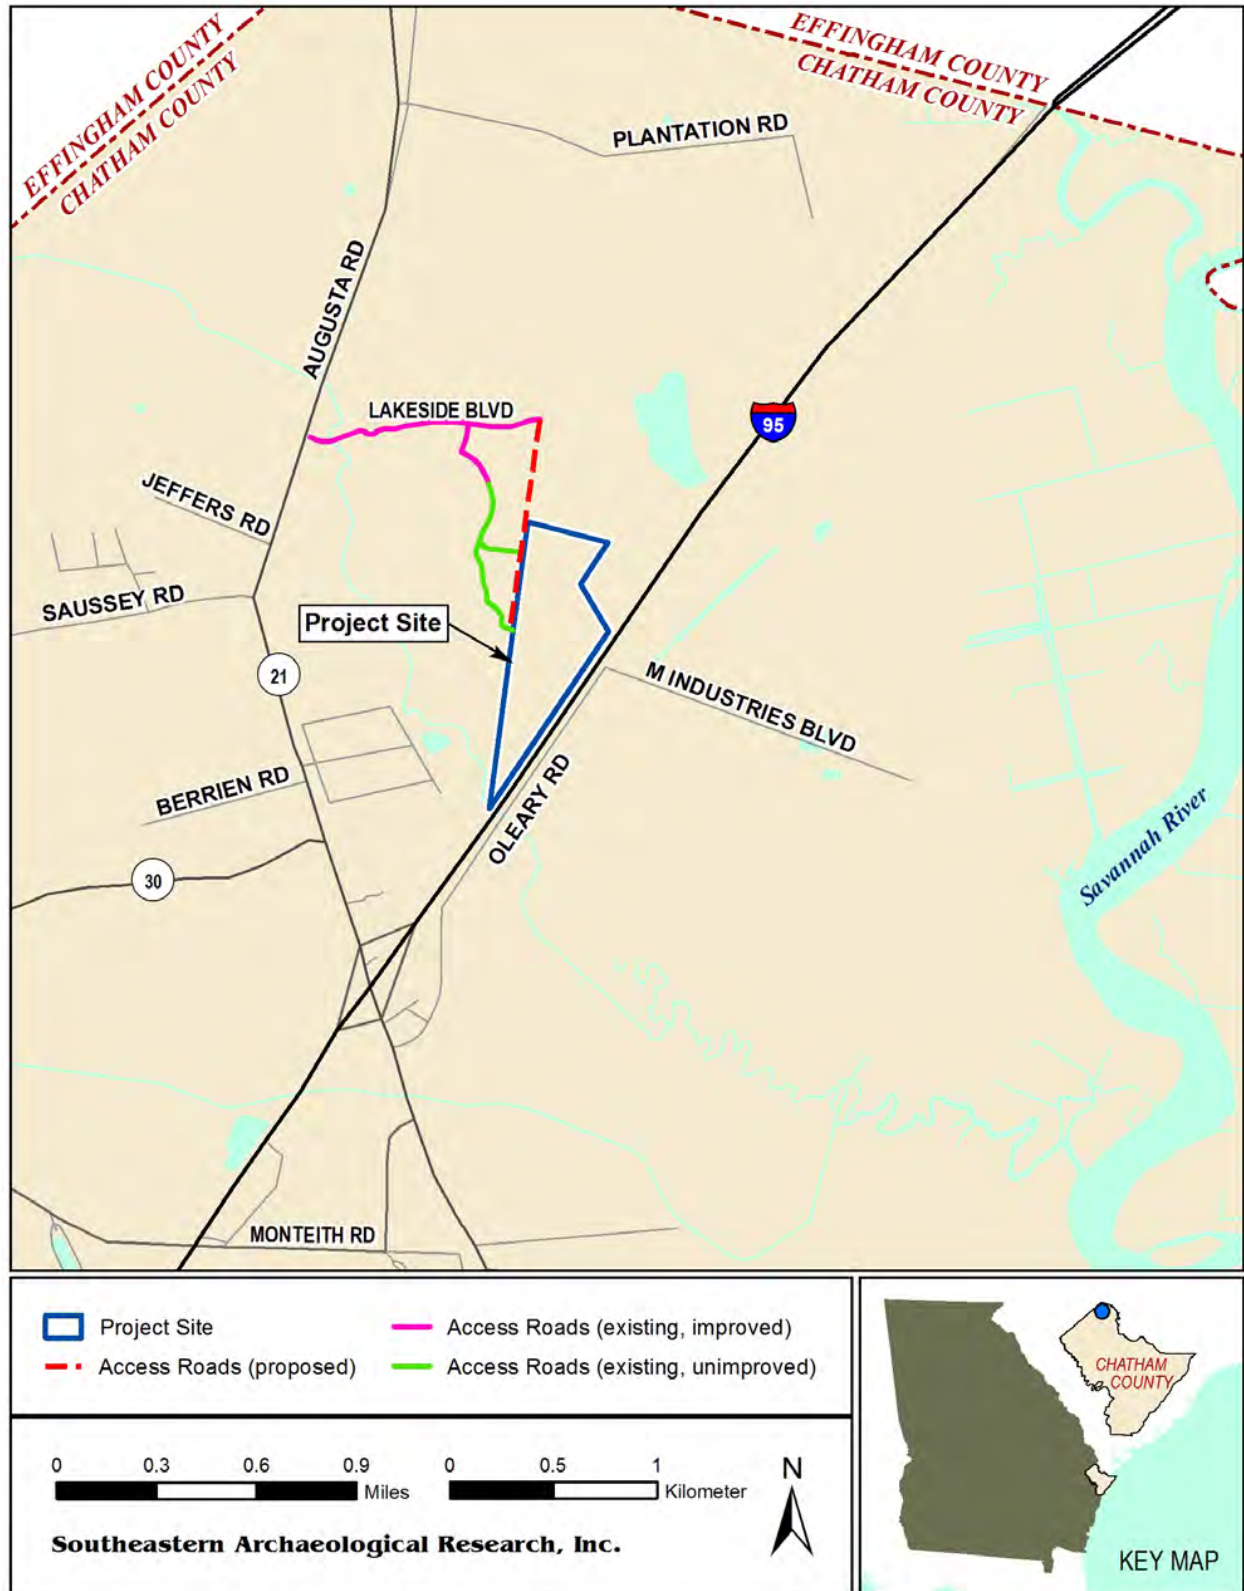 EFFINGHAM COUNTY
CHATHAM COUNTY
EFFINGHAM COUNTY
CHATHAM COUNTY
PLANTATION RD
AUGUSTA RD
LAKESIDE BLVD
95
JEFFERS RD
SAUSSEY RD
Project Site
21
M INDUSTRIES BLVD
BERRIEN RD
OLEARY RD
30
Savannah River
MONTEITH RD
Project Site
Access Roads (existing, improved)
Access Roads (proposed)
Access Roads (existing, unimproved)
CHATHAM
COUNTY
0 0.3 0.6 0.9
Miles
0 0.5 1
Kilometer
N
Southeastern Archaeological Research, Inc.
KEY MAP